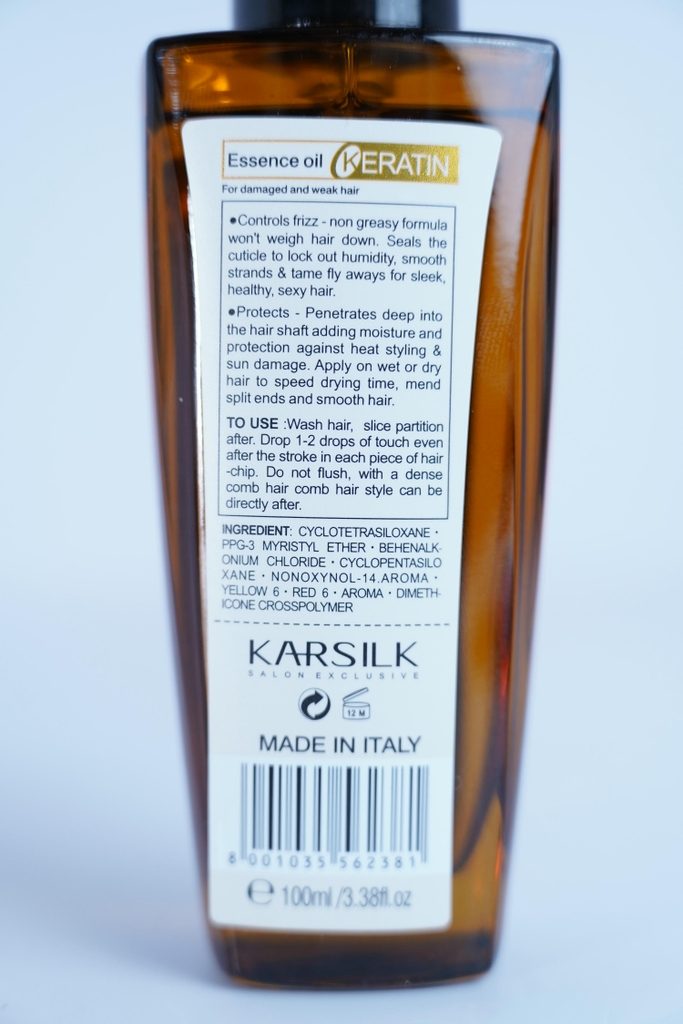 Essence oil KERATIN
For damaged and weak hair
●Controls frizz - non greasy formula
won't weigh hair down. Seals the
cuticle to lock out humidity, smooth
strands & tame fly aways for sleek,
healthy, sexy hair.
●Protects - Penetrates deep into
the hair shaft adding moisture and
protection against heat styling &
sun damage. Apply on wet or dry
hair to speed drying time, mend
split ends and smooth hair.
TO USE :Wash hair, slice partition
after. Drop 1-2 drops of touch even
after the stroke in each piece of hair
-chip. Do not flush, with a dense
comb hair comb hair style can be
directly after.
INGREDIENT: CYCLOTETRASILOXANE・
PPG-3 MYRISTYL ETHER・BEHENALK-
ONIUM CHLORIDE・CYCLOPENTASILO
XANE・NONOXYNOL-14.AROMA・
YELLOW 6・RED 6・AROMA・DIMETH-
ICONE CROSSPOLYMER
KARSILK
SALON EXCLUSIVE
12 M
MADE IN ITALY
8 001035 562381
e 100ml /3.38fl.oz